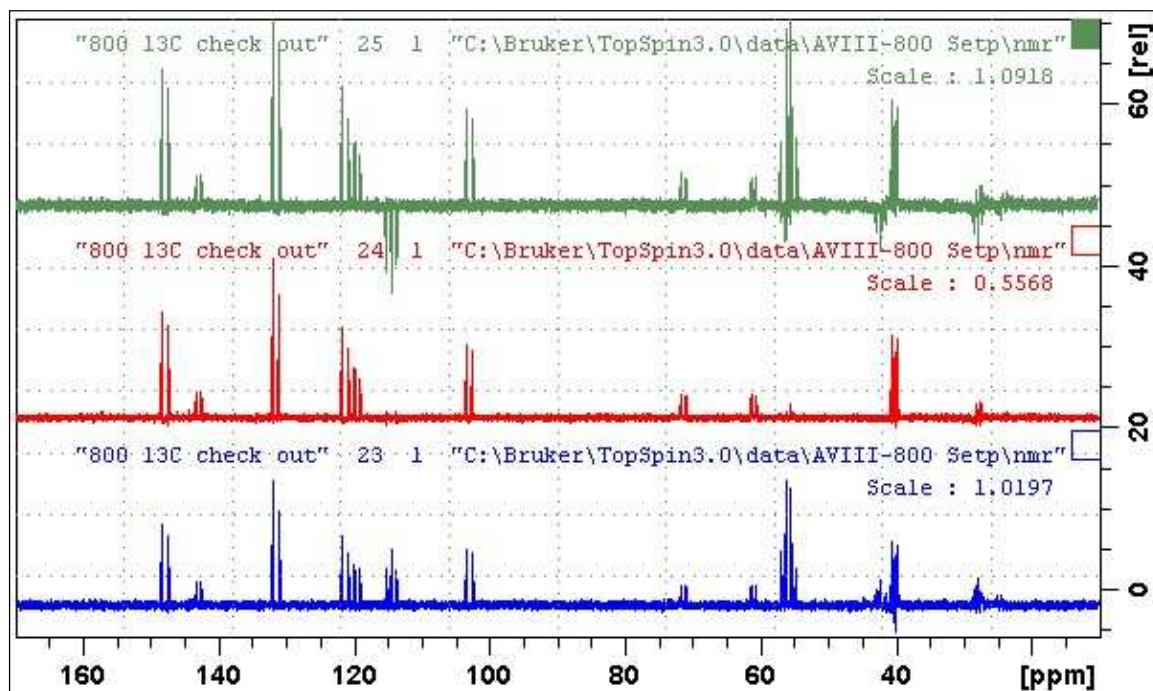 "800 13C check out" 25 1 "C:\Bruker\TopSpin3.0\data\AVIII-800 Setp\nmr"
Scale : 1.0918
"800 13C check out" 24 1 "C:\Bruker\TopSpin3.0\data\AVIII-800 Setp\nmr"
Scale : 0.5568
"800 13C check out" 23 1 "C:\Bruker\TopSpin3.0\data\AVIII-800 Setp\nmr"
Scale : 1.0197
[rel]
60
40
20
0
160 140 120 100 80 60 40 [ppm]